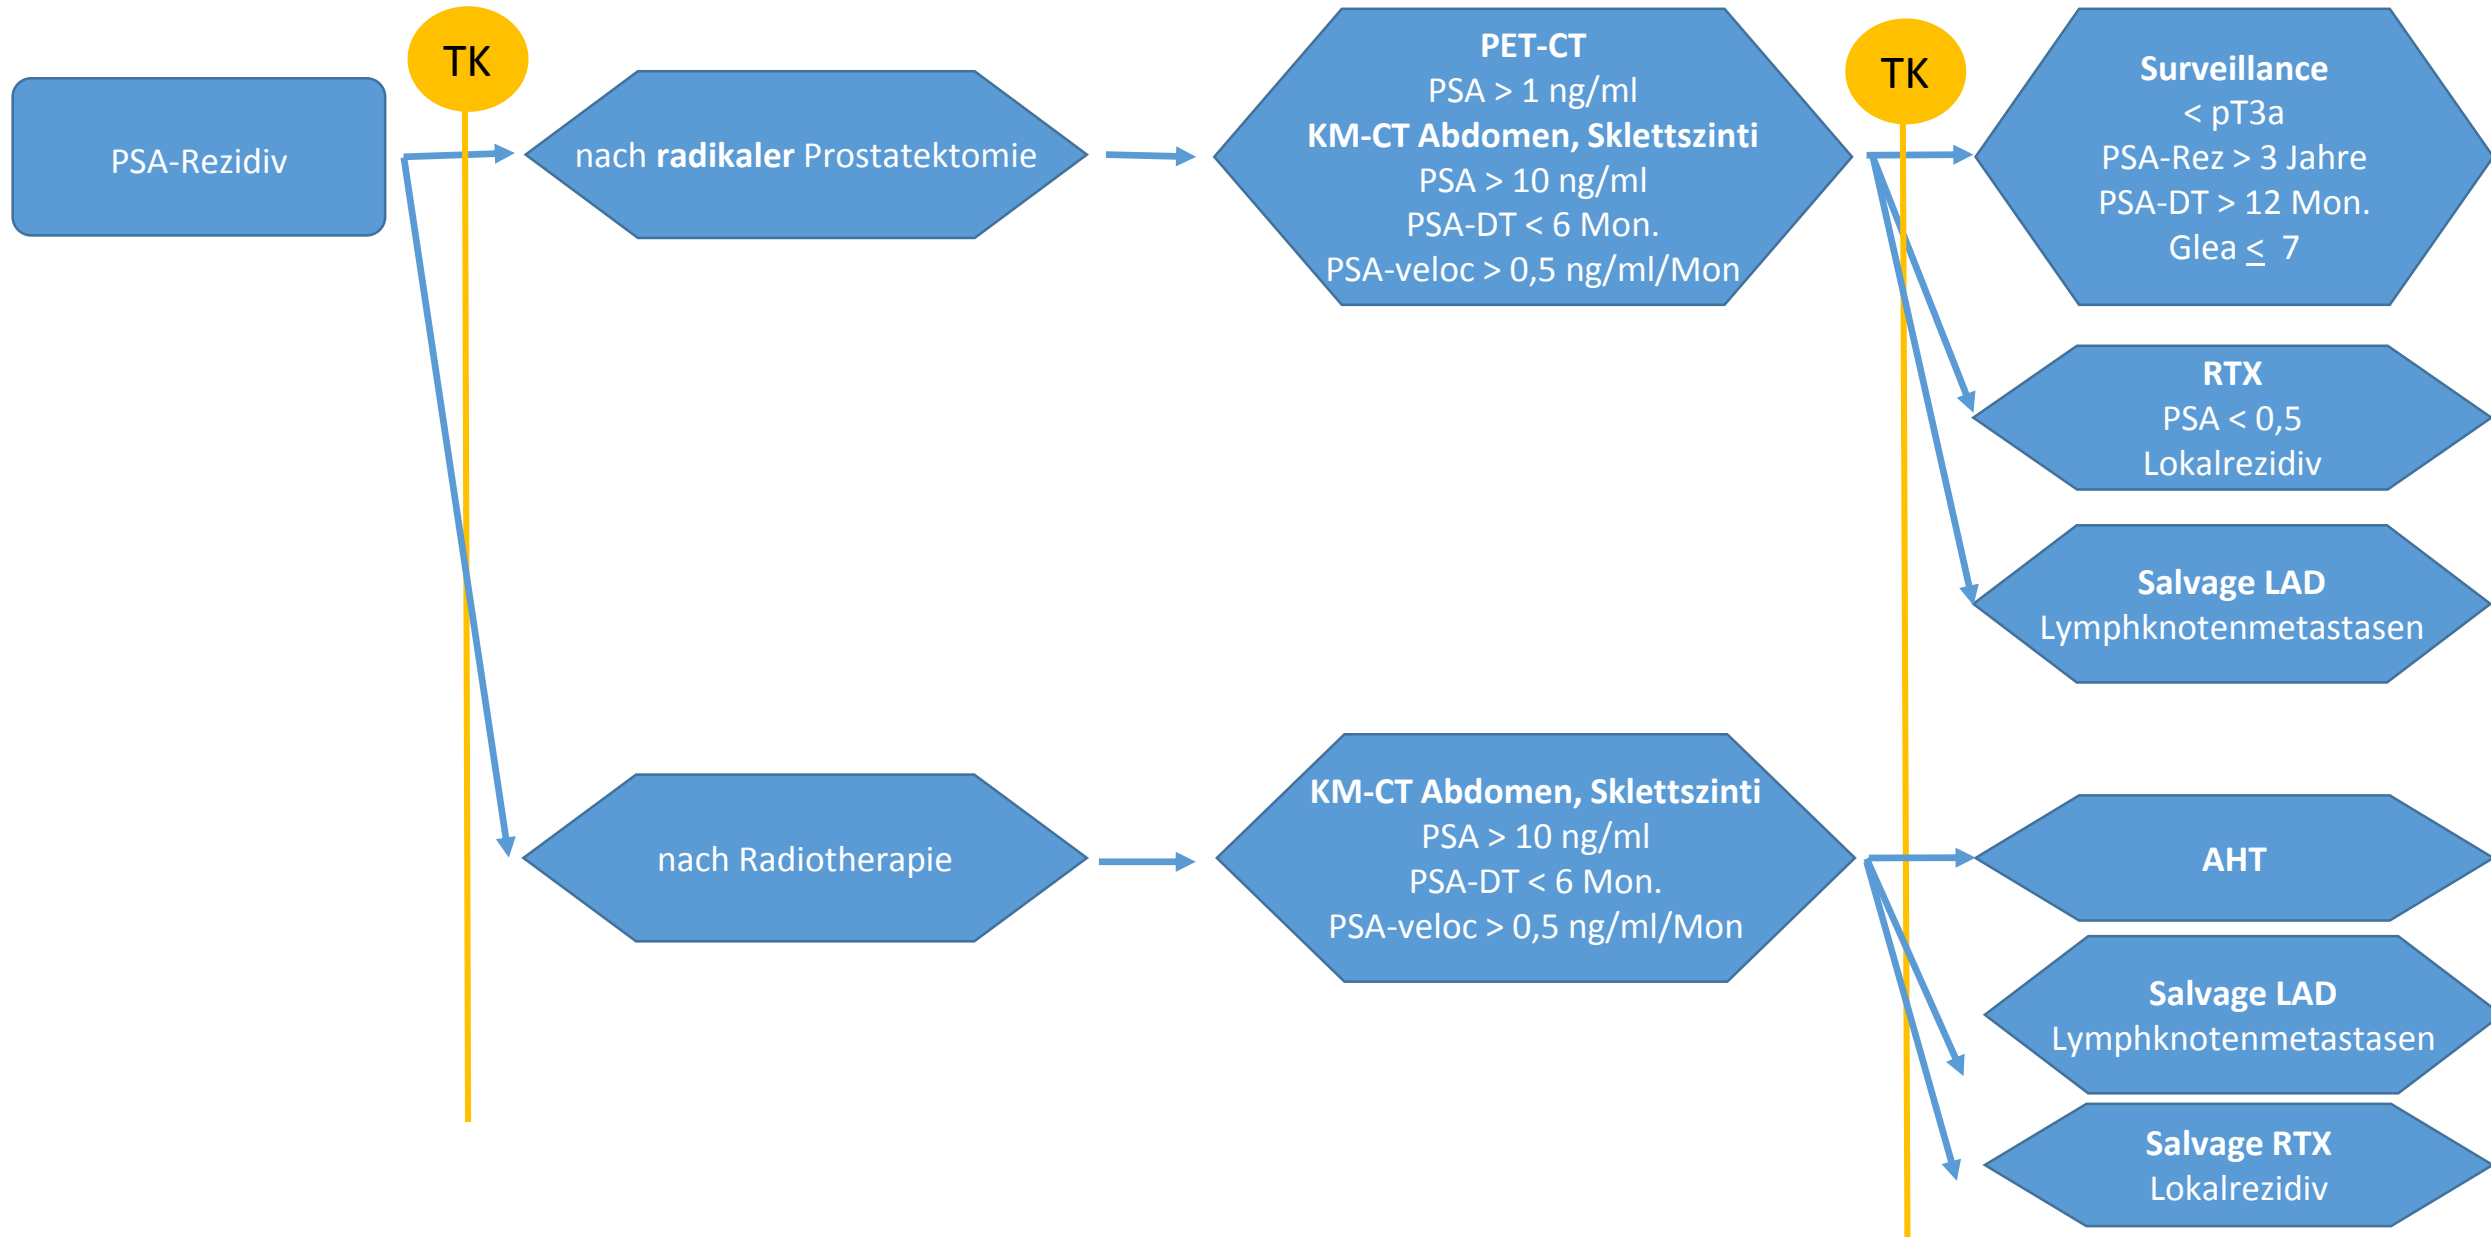 PSA-Rezidiv
TK
nach radikaler Prostatektomie
PET-CT
PSA > 1 ng/ml
KM-CT Abdomen, Sklettszinti
PSA > 10 ng/ml
PSA-DT < 6 Mon.
PSA-veloc > 0,5 ng/ml/Mon
TK
Surveillance
< pT3a
PSA-Rez > 3 Jahre
PSA-DT > 12 Mon.
Glea ≤ 7
RTX
PSA < 0,5
Lokalrezidiv
Salvage LAD
Lymphknotenmetastasen
nach Radiotherapie
KM-CT Abdomen, Sklettszinti
PSA > 10 ng/ml
PSA-DT < 6 Mon.
PSA-veloc > 0,5 ng/ml/Mon
AHT
Salvage LAD
Lymphknotenmetastasen
Salvage RTX
Lokalrezidiv